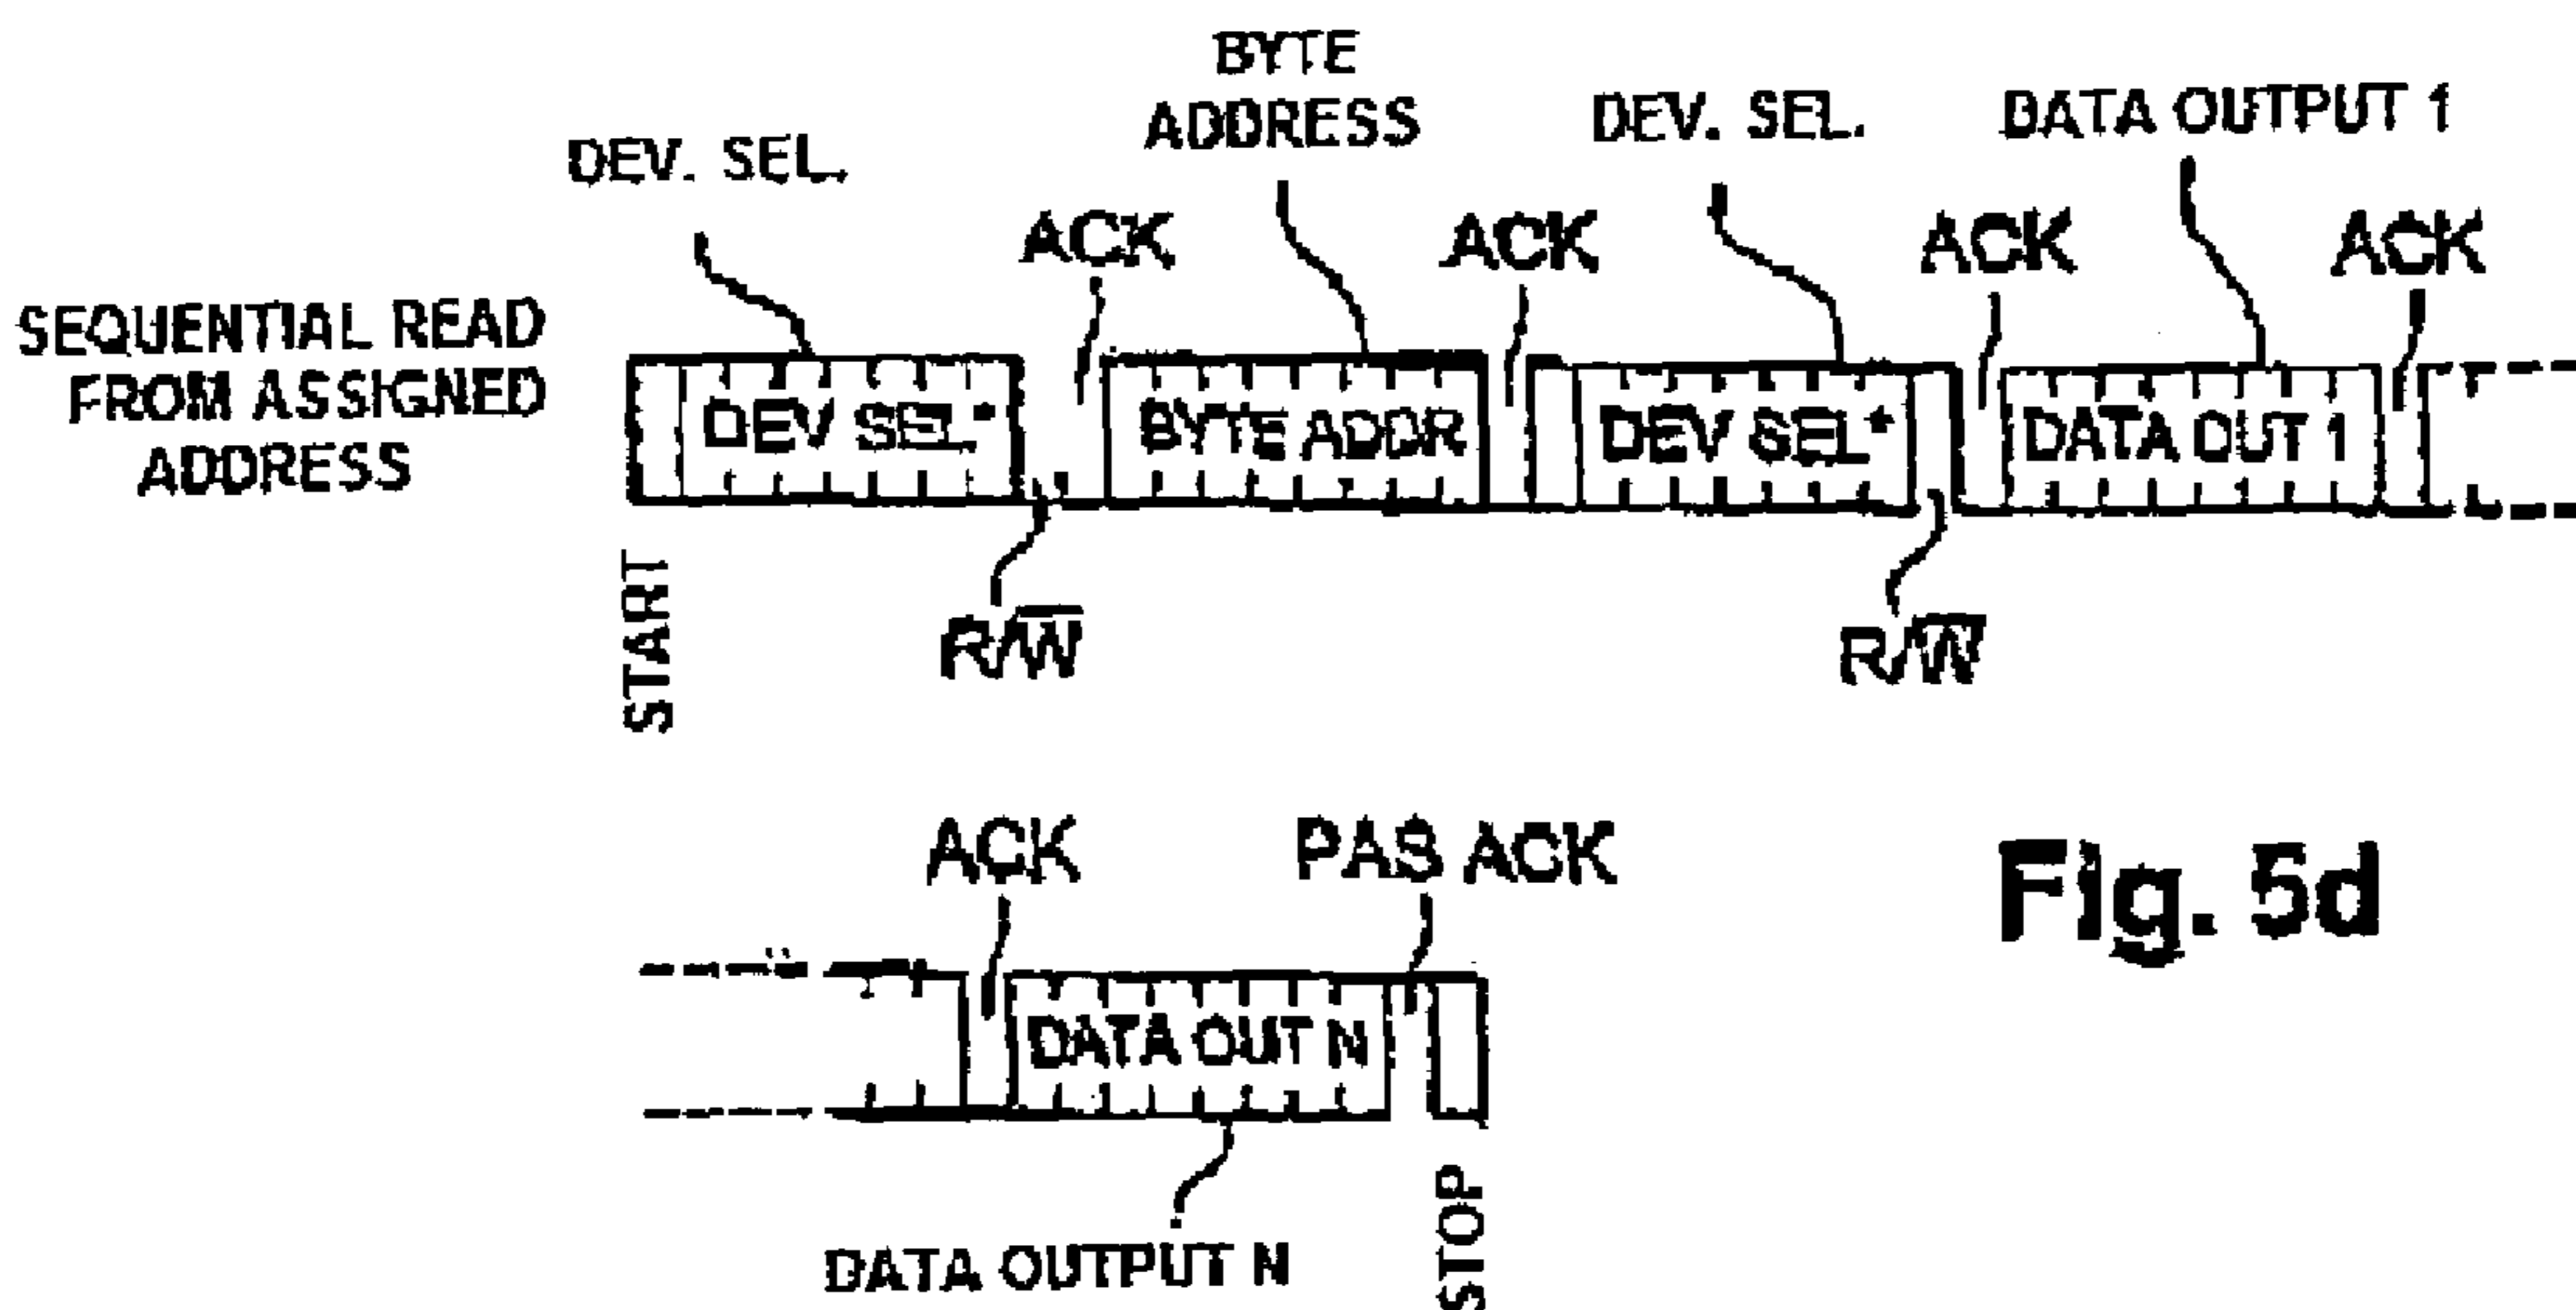 BYTE
ADDRESS
DEV. SEL.
DATA OUTPUT 1
DEV. SEL.
ACK
ACK
ACK
ACK
SEQUENTIAL READ
FROM ASSIGNED
ADDRESS
DEV SEL*
BYTE ADDR
DEV SEL*
DATA OUT 1
START
R/W̅
R/W̅
ACK
PAS ACK
Fig. 5d
DATA OUT N
DATA OUTPUT N
STOP